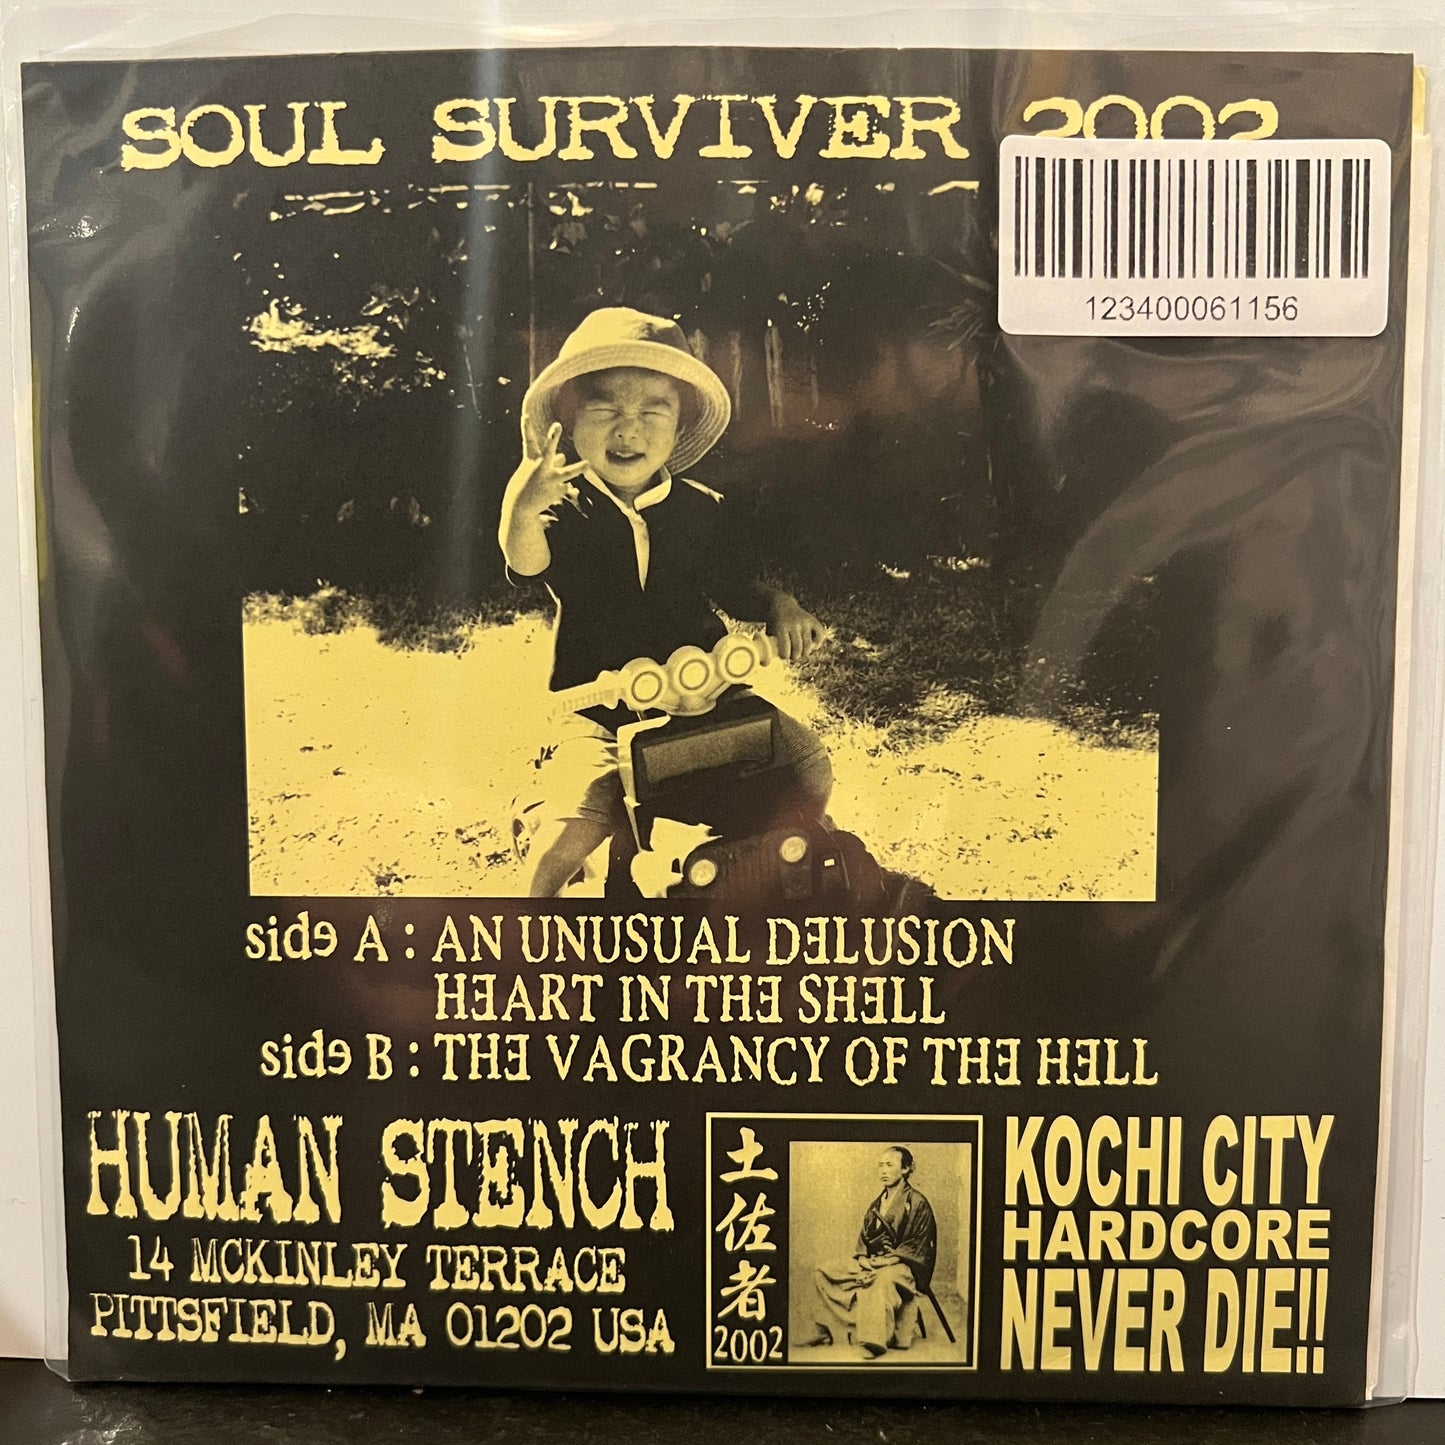 SOUL SURVIVER 2002
123400061156
side A : AN UNUSUAL DƎLUSION
HƎART IN THƎ SHƎLL
side B : THƎ VAGRANCY OF THƎ HƎLL
HUMAN STENCH
14 MCKINLEY TERRACE
PITTSFIELD, MA 01202 USA
土佐者
2002
KOCHI CITY
HARDCORE
NEVER DIE!!